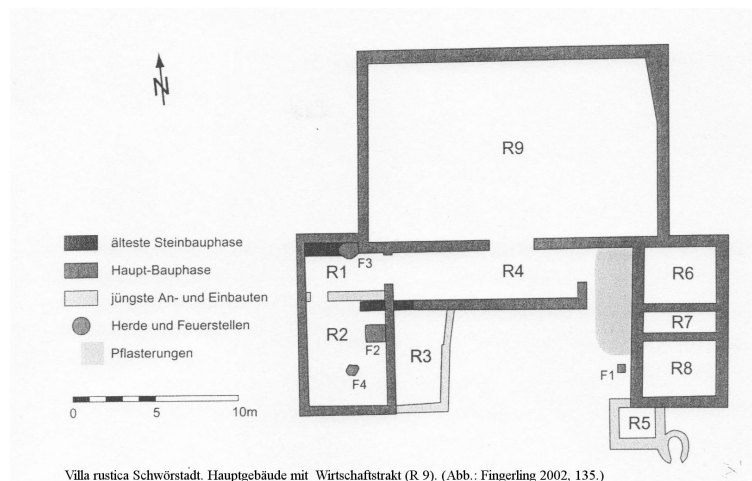 N
R9
älteste Steinbauphase
Haupt-Bauphase
jüngste An- und Einbauten
Herde und Feuerstellen
Pflasterungen
0 5 10m
R1
F3
R4
R6
R2
F2
F4
R3
R7
F1
R8
R5
Villa rustica Schwörstadt. Hauptgebäude mit Wirtschaftstrakt (R 9). (Abb.: Fingerling 2002, 135.)